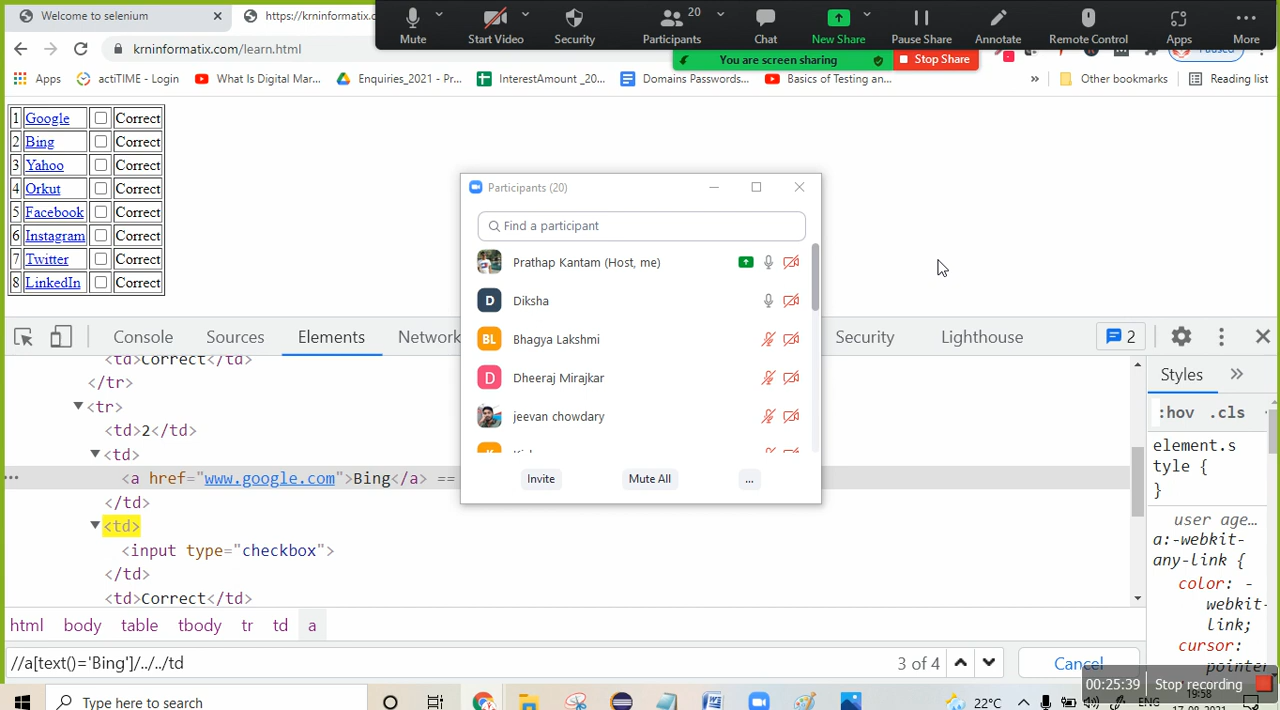 Welcome to selenium
https://krninformatix.c
Mute
Start Video
Security
20
Participants
Chat
New Share
Pause Share
Annotate
Remote Control
Apps
More
krninformatix.com/learn.html
You are screen sharing
Stop Share
Apps
actiTIME - Login
What Is Digital Mar...
Enquiries_2021 - Pr...
InterestAmount _20...
Domains Passwords...
Basics of Testing an...
»
Other bookmarks
Reading list
1 Google Correct
2 Bing Correct
3 Yahoo Correct
4 Orkut Correct
5 Facebook Correct
6 Instagram Correct
7 Twitter Correct
8 LinkedIn Correct
Participants (20)
Find a participant
Prathap Kantam (Host, me)
D Diksha
BL Bhagya Lakshmi
D Dheeraj Mirajkar
jeevan chowdary
Invite
Mute All
...
Console
Sources
Elements
Network
Security
Lighthouse
2
<td>Correct</td>
</tr>
<tr>
<td>2</td>
<td>
<a href="www.google.com">Bing</a> ==
</td>
<td>
<input type="checkbox">
</td>
<td>Correct</td>
Styles »
:hov .cls
element.s
tyle {
}
user age…
a:-webkit-
any-link {
color: -
webkit-
link;
cursor:
pointer
html body table tbody tr td a
//a[text()='Bing']/../../td
3 of 4
Cancel
00:25:39 Stop recording
Type here to search
22°C
ENG
19:58
17-08-2021